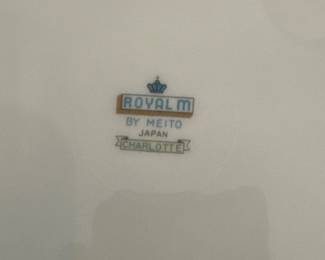 ROYAL M
BY MEITO
JAPAN
CHARLOTTE